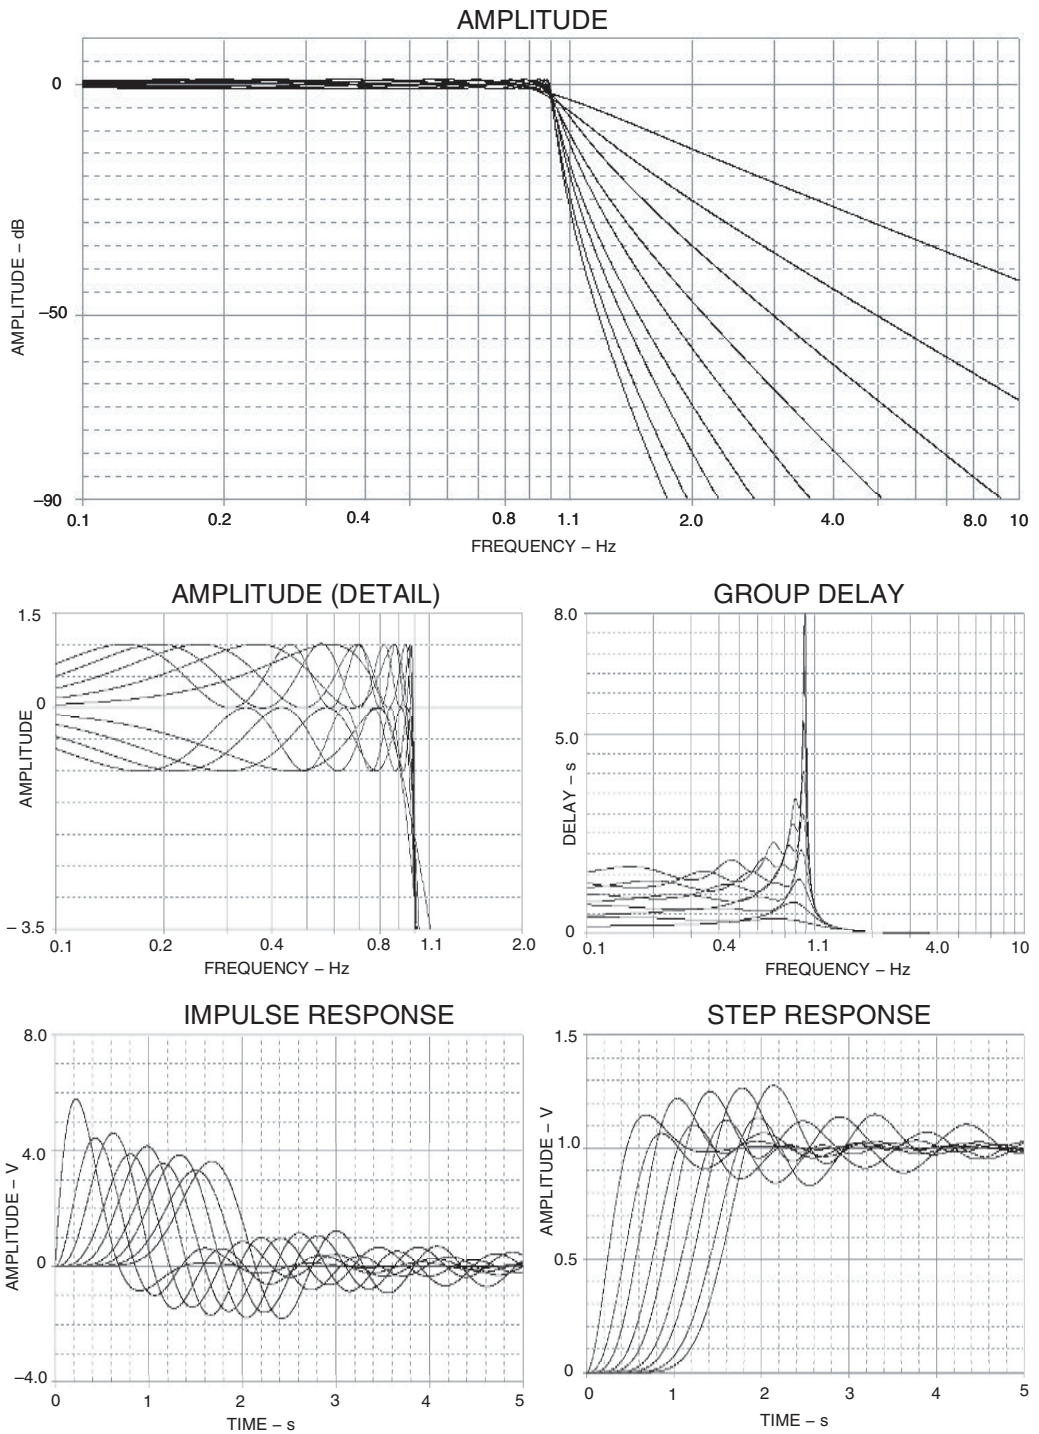 AMPLITUDE
0
–50
–90
AMPLITUDE – dB
0.1 0.2 0.4 0.8 1.1 2.0 4.0 8.0 10
FREQUENCY – Hz
AMPLITUDE (DETAIL)
1.5
0
–3.5
AMPLITUDE
0.1 0.2 0.4 0.8 1.1 2.0
FREQUENCY – Hz
GROUP DELAY
8.0
5.0
0
DELAY – s
0.1 0.4 1.1 4.0 10
FREQUENCY – Hz
IMPULSE RESPONSE
8.0
4.0
0
–4.0
AMPLITUDE – V
0 1 2 3 4 5
TIME – s
STEP RESPONSE
1.5
1.0
0.5
0
AMPLITUDE – V
0 1 2 3 4 5
TIME – s